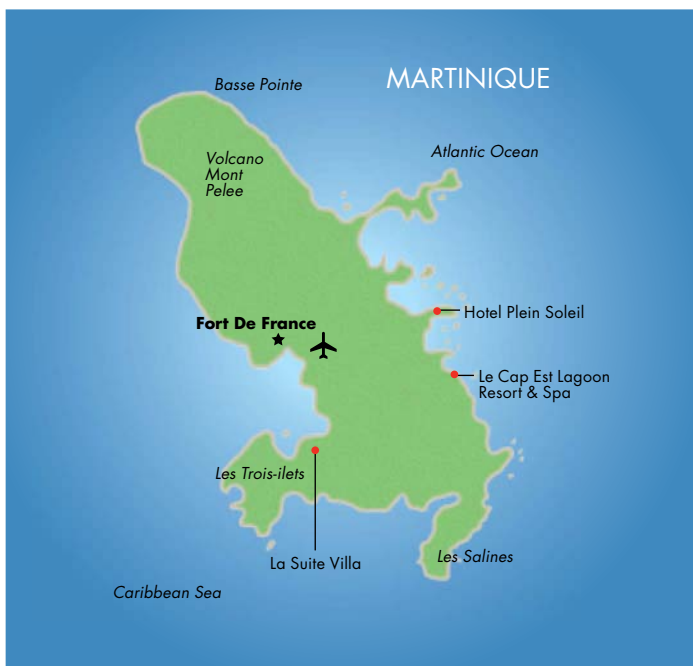 MARTINIQUE
Basse Pointe
Atlantic Ocean
Volcano
Mont
Pelee
Hotel Plein Soleil
Fort De France
Le Cap Est Lagoon
Resort & Spa
Les Trois-ilets
La Suite Villa
Les Salines
Caribbean Sea